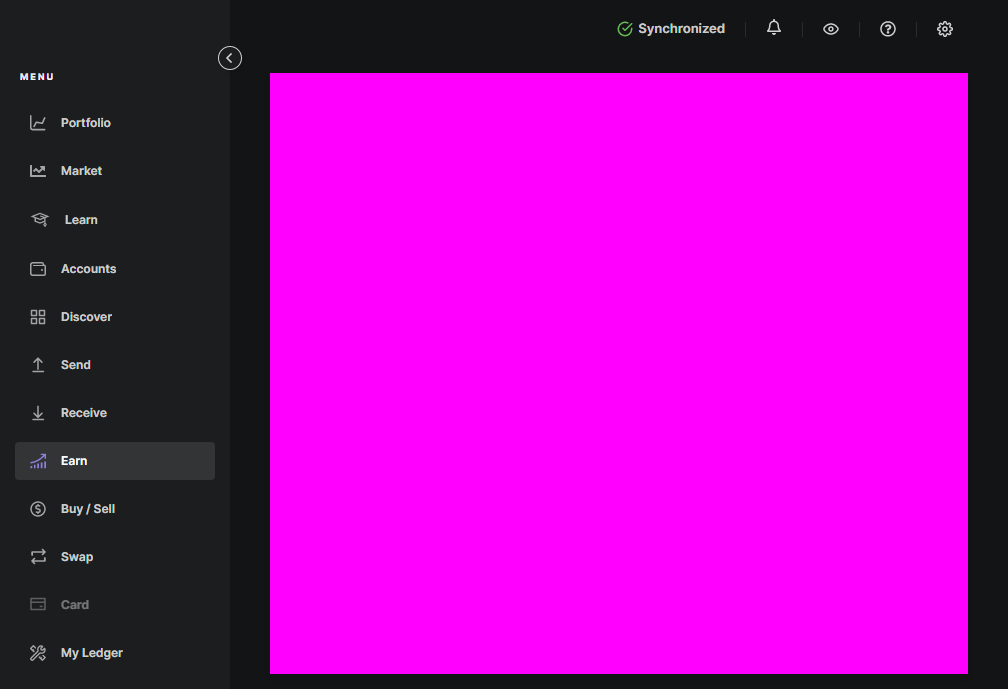 Synchronized
MENU
Portfolio
Market
Learn
Accounts
Discover
Send
Receive
Earn
Buy / Sell
Swap
Card
My Ledger